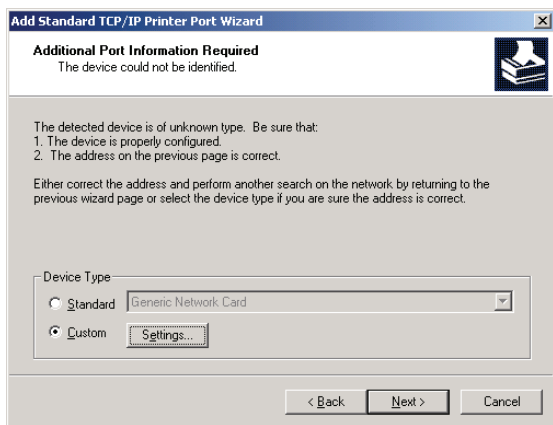 Add Standard TCP/IP Printer Port Wizard
Additional Port Information Required
The device could not be identified.
The detected device is of unknown type. Be sure that:
1. The device is properly configured.
2. The address on the previous page is correct.
Either correct the address and perform another search on the network by returning to the
previous wizard page or select the device type if you are sure the address is correct.
Device Type
Standard
Generic Network Card
Custom
Settings...
< Back
Next >
Cancel